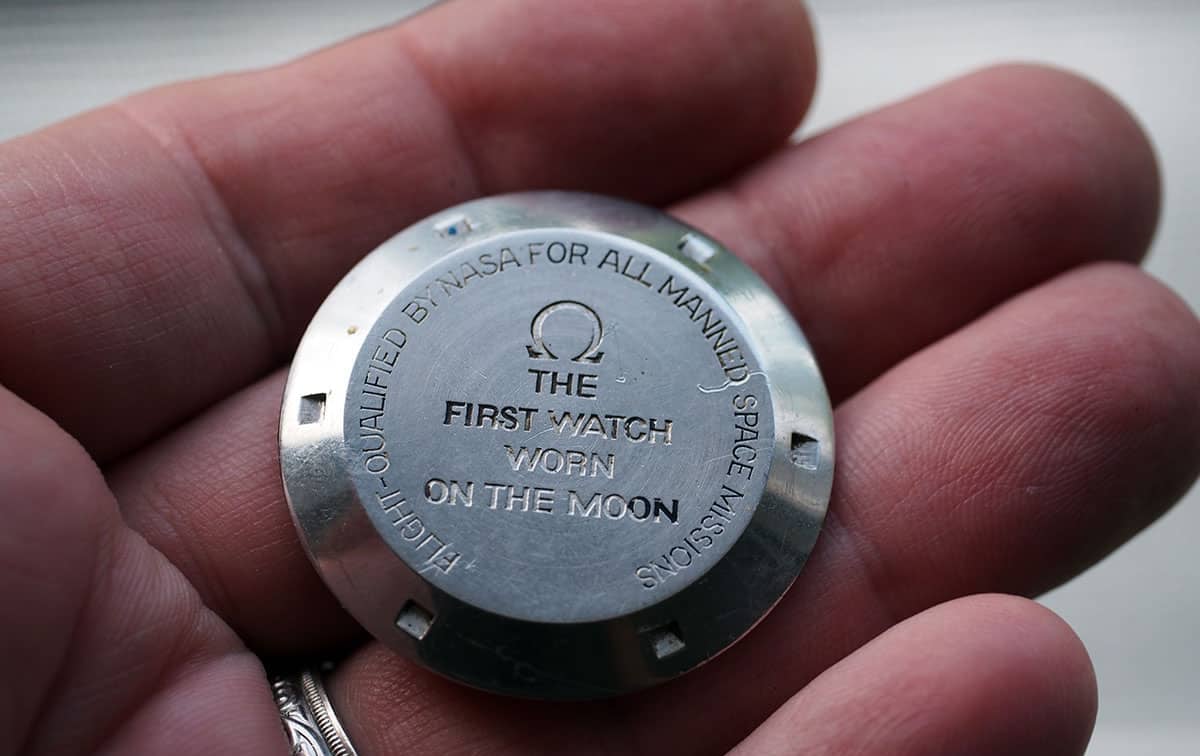 FLIGHT-QUALIFIED BY NASA FOR ALL MANNED SPACE MISSIONS
Ω
THE
FIRST WATCH
WORN
ON THE MOON